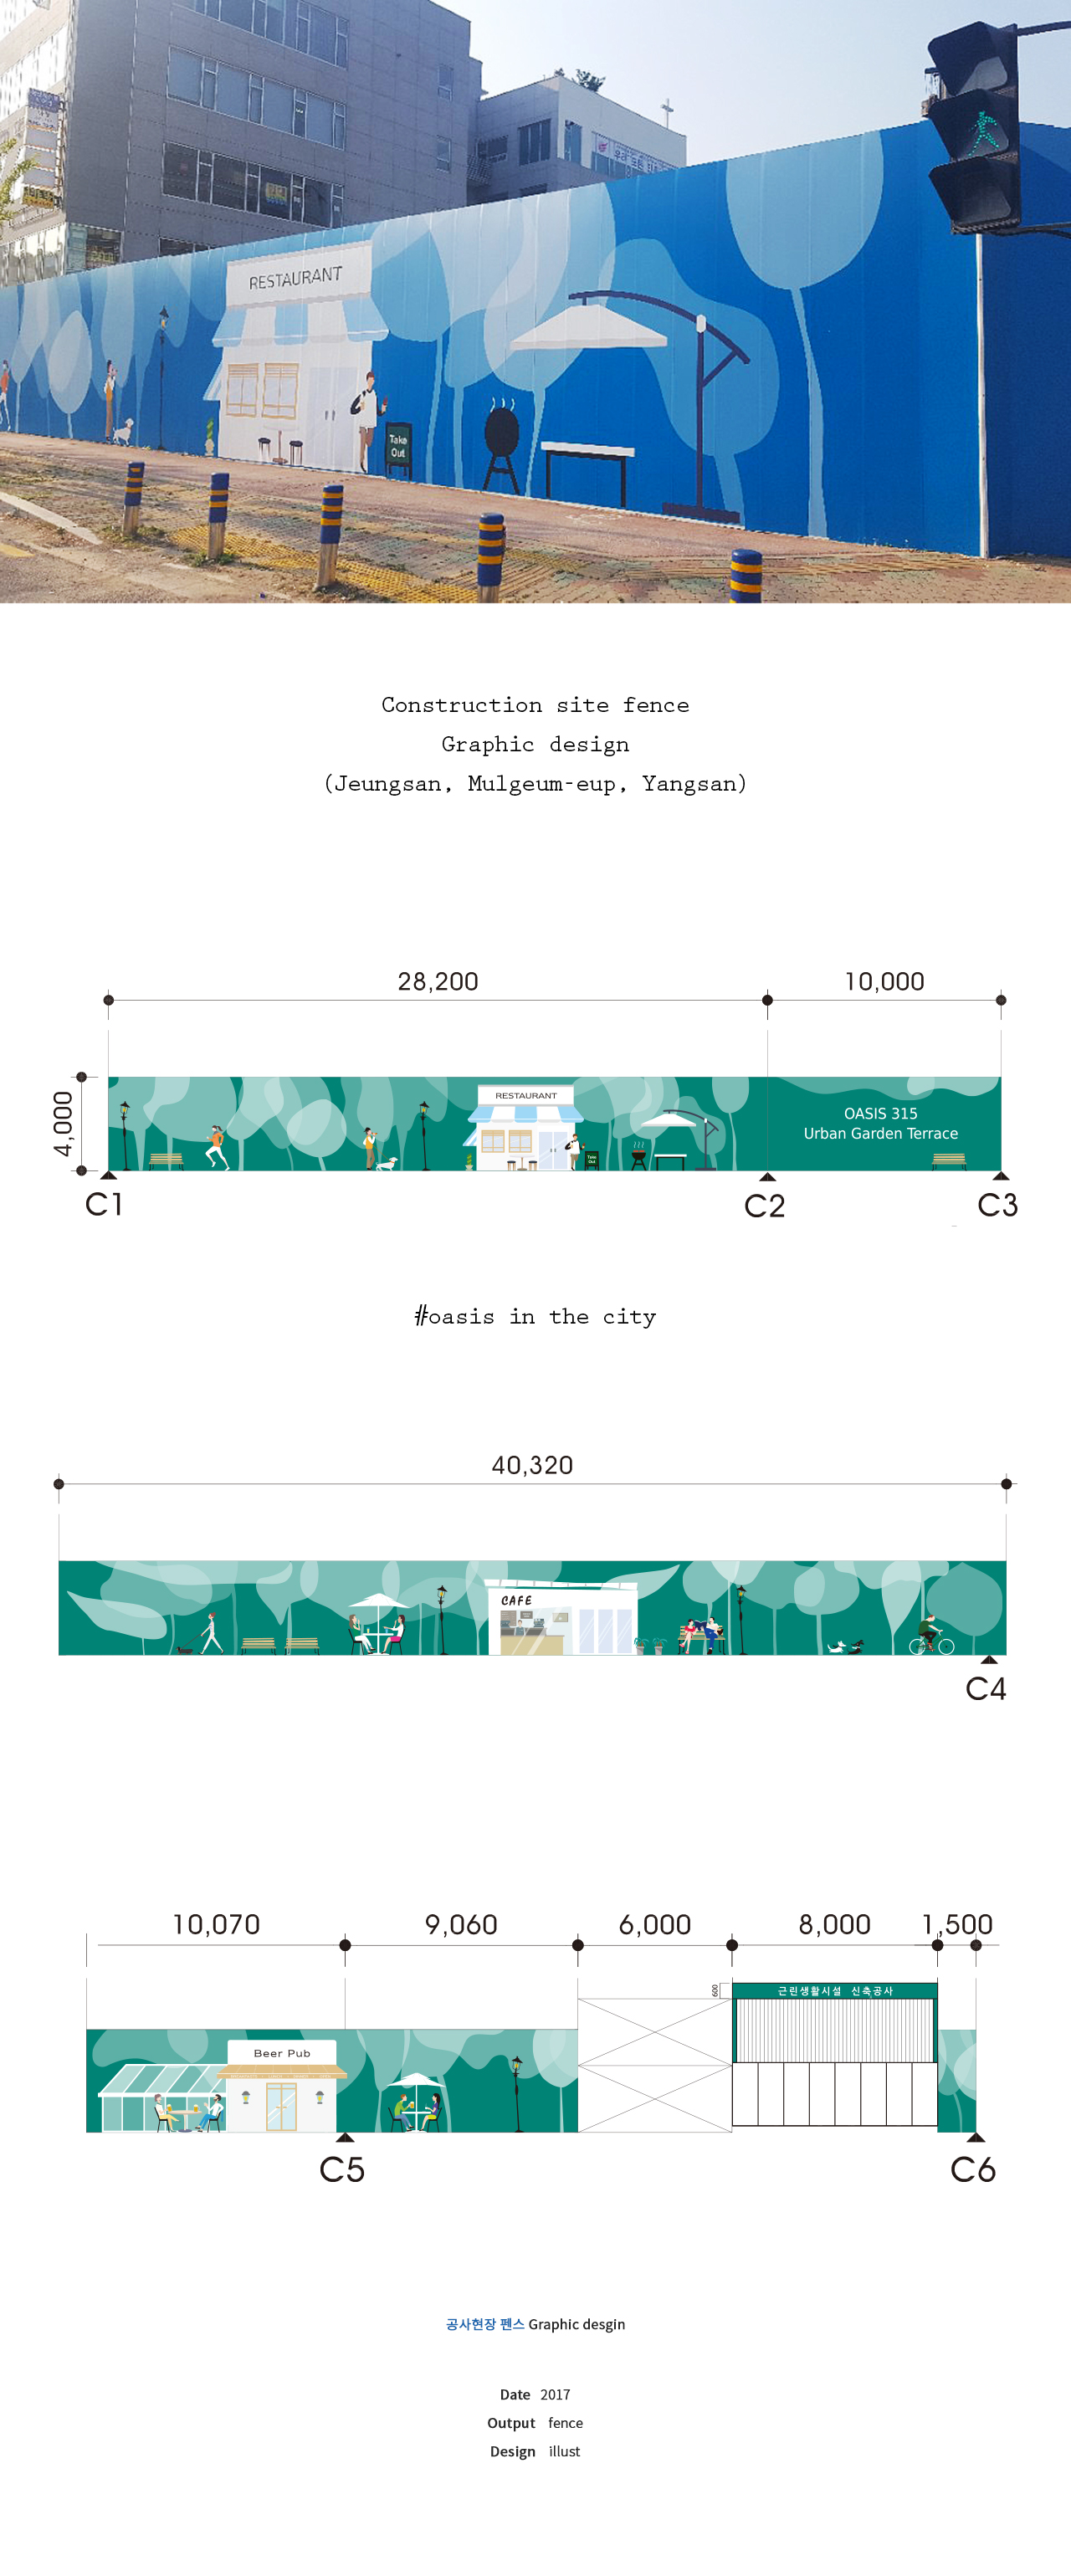 RESTAURANT
Take
Out
Construction site fence
Graphic design
(Jeungsan, Mulgeum-eup, Yangsan)
28,200
10,000
4,000
RESTAURANT
Take
Out
OASIS 315
Urban Garden Terrace
C1
C2
C3
#oasis in the city
40,320
CAFE
C4
10,070
9,060
6,000
8,000
1,500
600
근린생활시설 신축공사
Beer Pub
C5
C6
공사현장 펜스 Graphic desgin
Date 2017
Output fence
Design illust